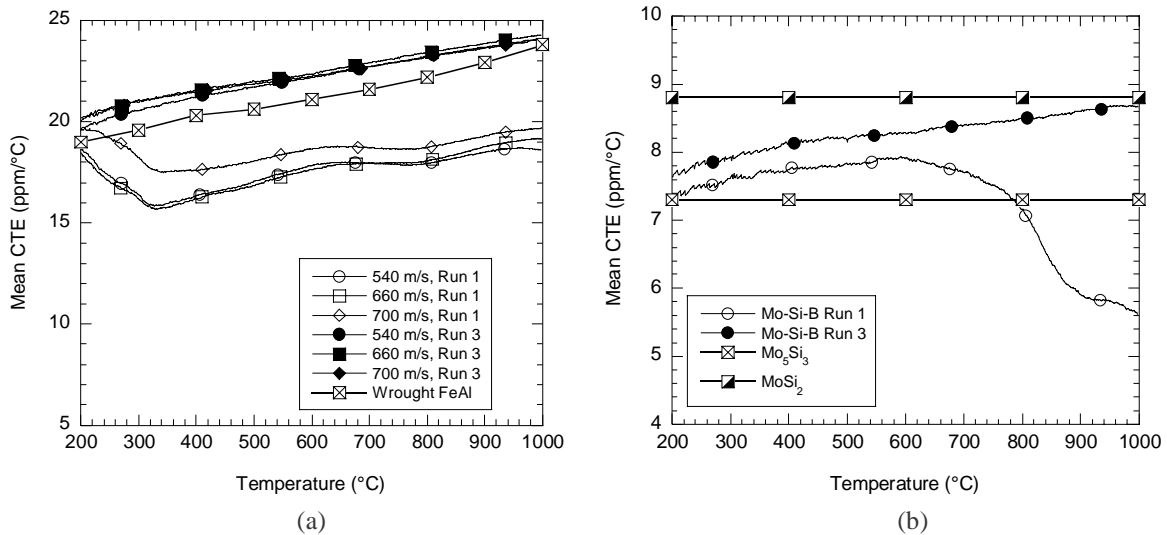 25
20
15
10
5
Mean CTE (ppm/°C)
200 300 400 500 600 700 800 900 1000
Temperature (°C)
540 m/s, Run 1
660 m/s, Run 1
700 m/s, Run 1
540 m/s, Run 3
660 m/s, Run 3
700 m/s, Run 3
Wrought FeAl
(a)
10
9
8
7
6
5
4
Mean CTE (ppm/°C)
200 300 400 500 600 700 800 900 1000
Temperature (°C)
Mo-Si-B Run 1
Mo-Si-B Run 3
Mo5Si3
MoSi2
(b)